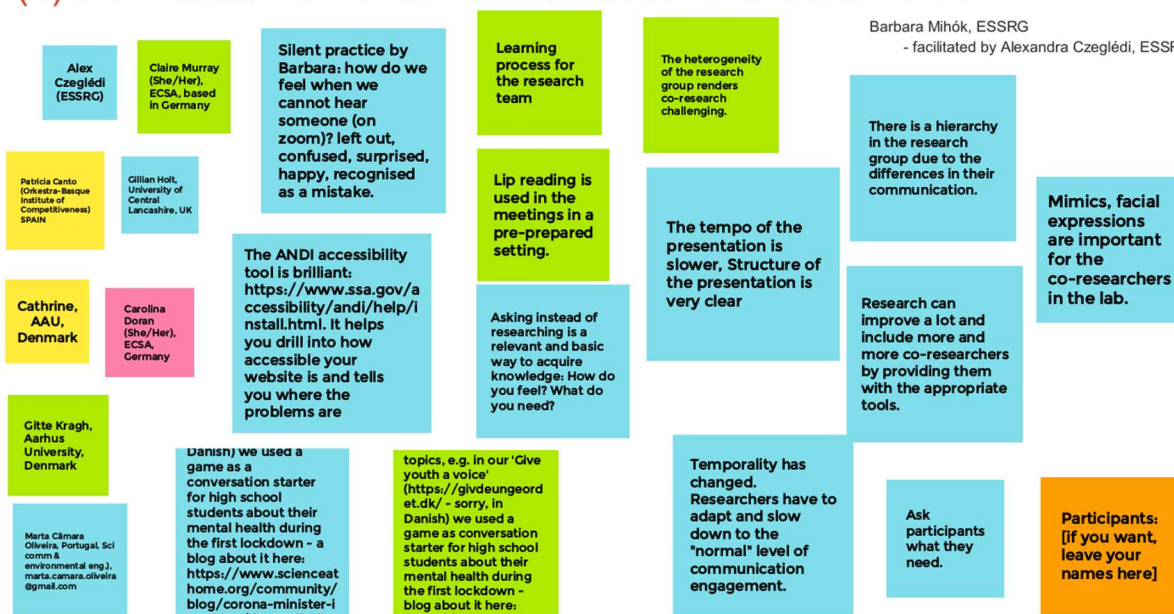 Barbara Mihók, ESSRG
- facilitated by Alexandra Czeglédi, ESSR
Alex
Czeglédi
(ESSRG)
Claire Murray
(She/Her),
ECSA, based
in Germany
Silent practice by
Barbara: how do we
feel when we
cannot hear
someone (on
zoom)? left out,
confused, surprised,
happy, recognised
as a mistake.
Learning
process for
the research
team
The heterogeneity
of the research
group renders
co-research
challenging.
There is a hierarchy
in the research
group due to the
differences in their
communication.
Patricia Canto
(Orkestra-Basque
Institute of
Competitiveness)
SPAIN
Gillian Holt,
University of
Central
Lancashire, UK
Lip reading is
used in the
meetings in a
pre-prepared
setting.
The tempo of the
presentation is
slower, Structure of
the presentation is
very clear
Mimics, facial
expressions
are important
for the
co-researchers
in the lab.
The ANDI accessibility
tool is brilliant:
https://www.ssa.gov/a
ccessibility/andi/help/i
nstall.html. It helps
you drill into how
accessible your
website is and tells
you where the
problems are
Cathrine,
AAU,
Denmark
Carolina
Doran
(She/Her),
ECSA,
Germany
Asking instead of
researching is a
relevant and basic
way to acquire
knowledge: How do
you feel? What do
you need?
Research can
improve a lot and
include more and
more co-researchers
by providing them
with the appropriate
tools.
Gitte Kragh,
Aarhus
University,
Denmark
Danish) we used a
game as a
conversation starter
for high school
students about their
mental health during
the first lockdown - a
blog about it here:
https://www.scienceat
home.org/community/
blog/corona-minister-i
topics, e.g. in our 'Give
youth a voice'
(https://givdeungeord
et.dk/ - sorry, in
Danish) we used a
game as conversation
starter for high school
students about their
mental health during
the first lockdown -
blog about it here:
Temporality has
changed.
Researchers have to
adapt and slow
down to the
"normal" level of
communication
engagement.
Ask
participants
what they
need.
Participants:
[if you want,
leave your
names here]
Marta Câmara
Oliveira, Portugal, Sci
comm &
environmental eng.),
marta.camara.oliveira
@gmail.com